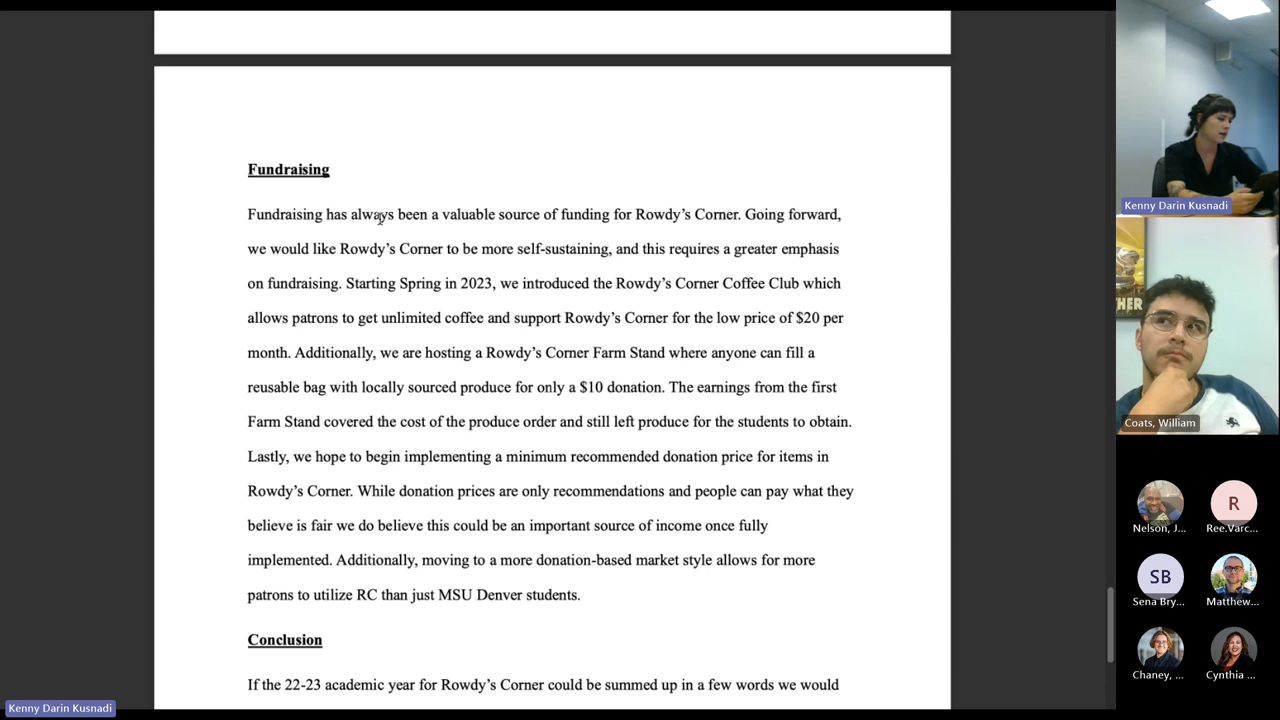 Fundraising
Fundraising has always been a valuable source of funding for Rowdy's Corner. Going forward,
we would like Rowdy's Corner to be more self-sustaining, and this requires a greater emphasis
on fundraising. Starting Spring in 2023, we introduced the Rowdy's Corner Coffee Club which
allows patrons to get unlimited coffee and support Rowdy's Corner for the low price of $20 per
month. Additionally, we are hosting a Rowdy's Corner Farm Stand where anyone can fill a
reusable bag with locally sourced produce for only a $10 donation. The earnings from the first
Farm Stand covered the cost of the produce order and still left produce for the students to obtain.
Lastly, we hope to begin implementing a minimum recommended donation price for items in
Rowdy's Corner. While donation prices are only recommendations and people can pay what they
believe is fair we do believe this could be an important source of income once fully
implemented. Additionally, moving to a more donation-based market style allows for more
patrons to utilize RC than just MSU Denver students.
Conclusion
If the 22-23 academic year for Rowdy's Corner could be summed up in a few words we would
Kenny Darin Kusnadi
Kenny Darin Kusnadi
THER
Coats, William
Nelson, J...
R
Ree.Varc...
SB
Sena Bry...
Matthew...
Chaney, ...
Cynthia ...